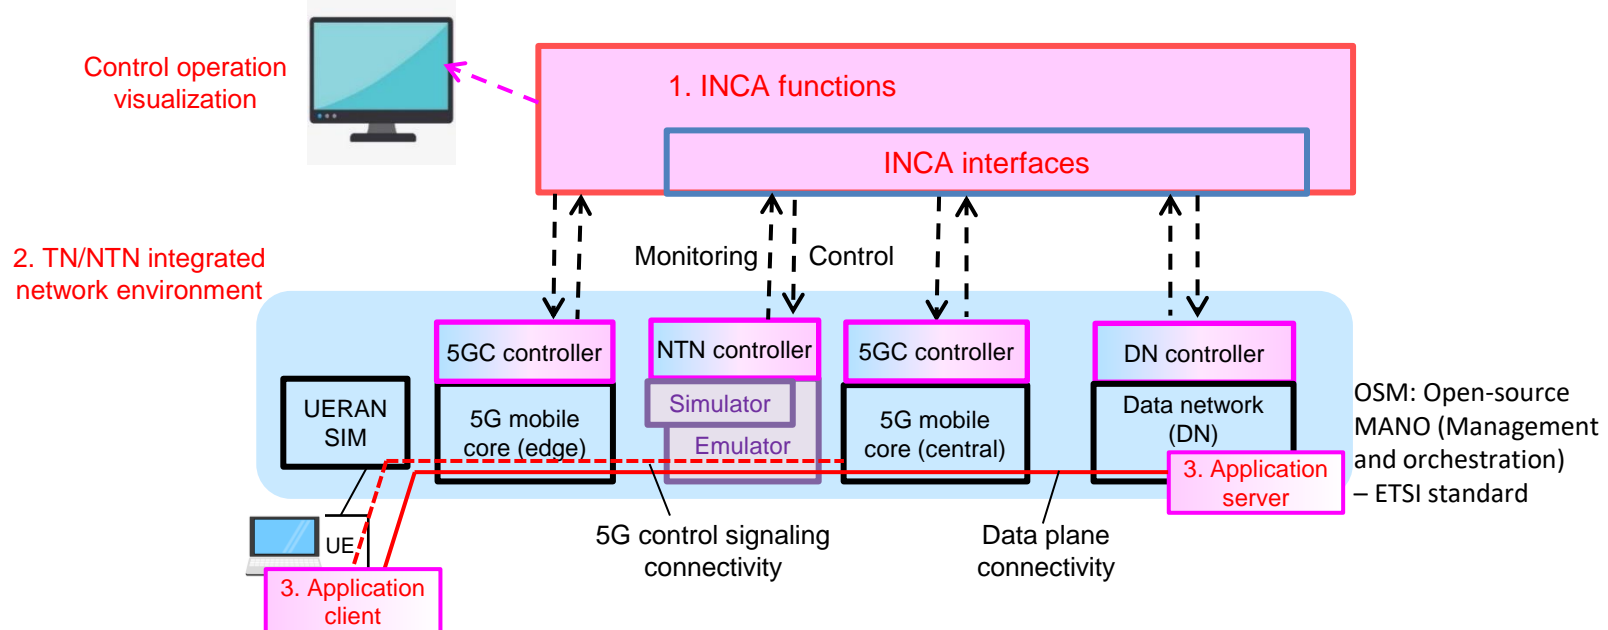 Control operation
visualization
1. INCA functions
INCA interfaces
2. TN/NTN integrated
network environment
Monitoring
Control
5GC controller
NTN controller
5GC controller
DN controller
UERAN
SIM
5G mobile
core (edge)
Simulator
Emulator
5G mobile
core (central)
Data network
(DN)
OSM: Open-source
MANO (Management
and orchestration)
– ETSI standard
3. Application
server
UE
5G control signaling
connectivity
Data plane
connectivity
3. Application
client